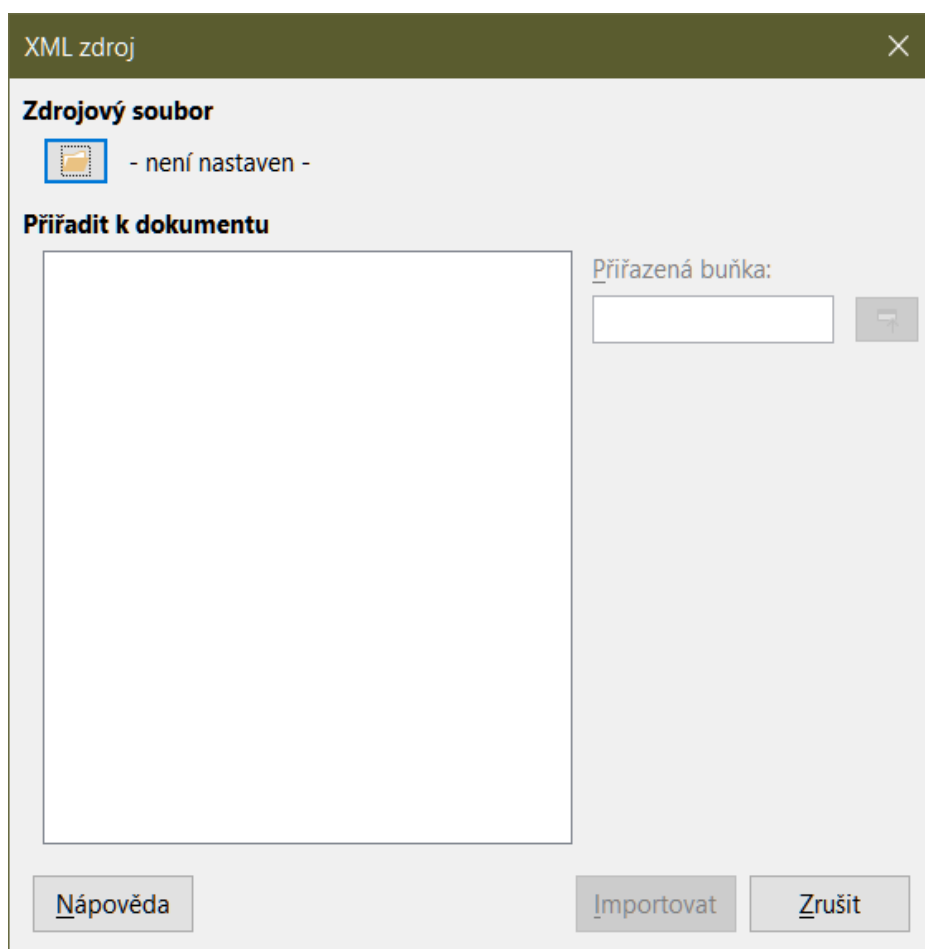 XML zdroj
Zdrojový soubor
- není nastaven -
Přiřadit k dokumentu
Přiřazená buňka:
Nápověda
Importovat
Zrušit